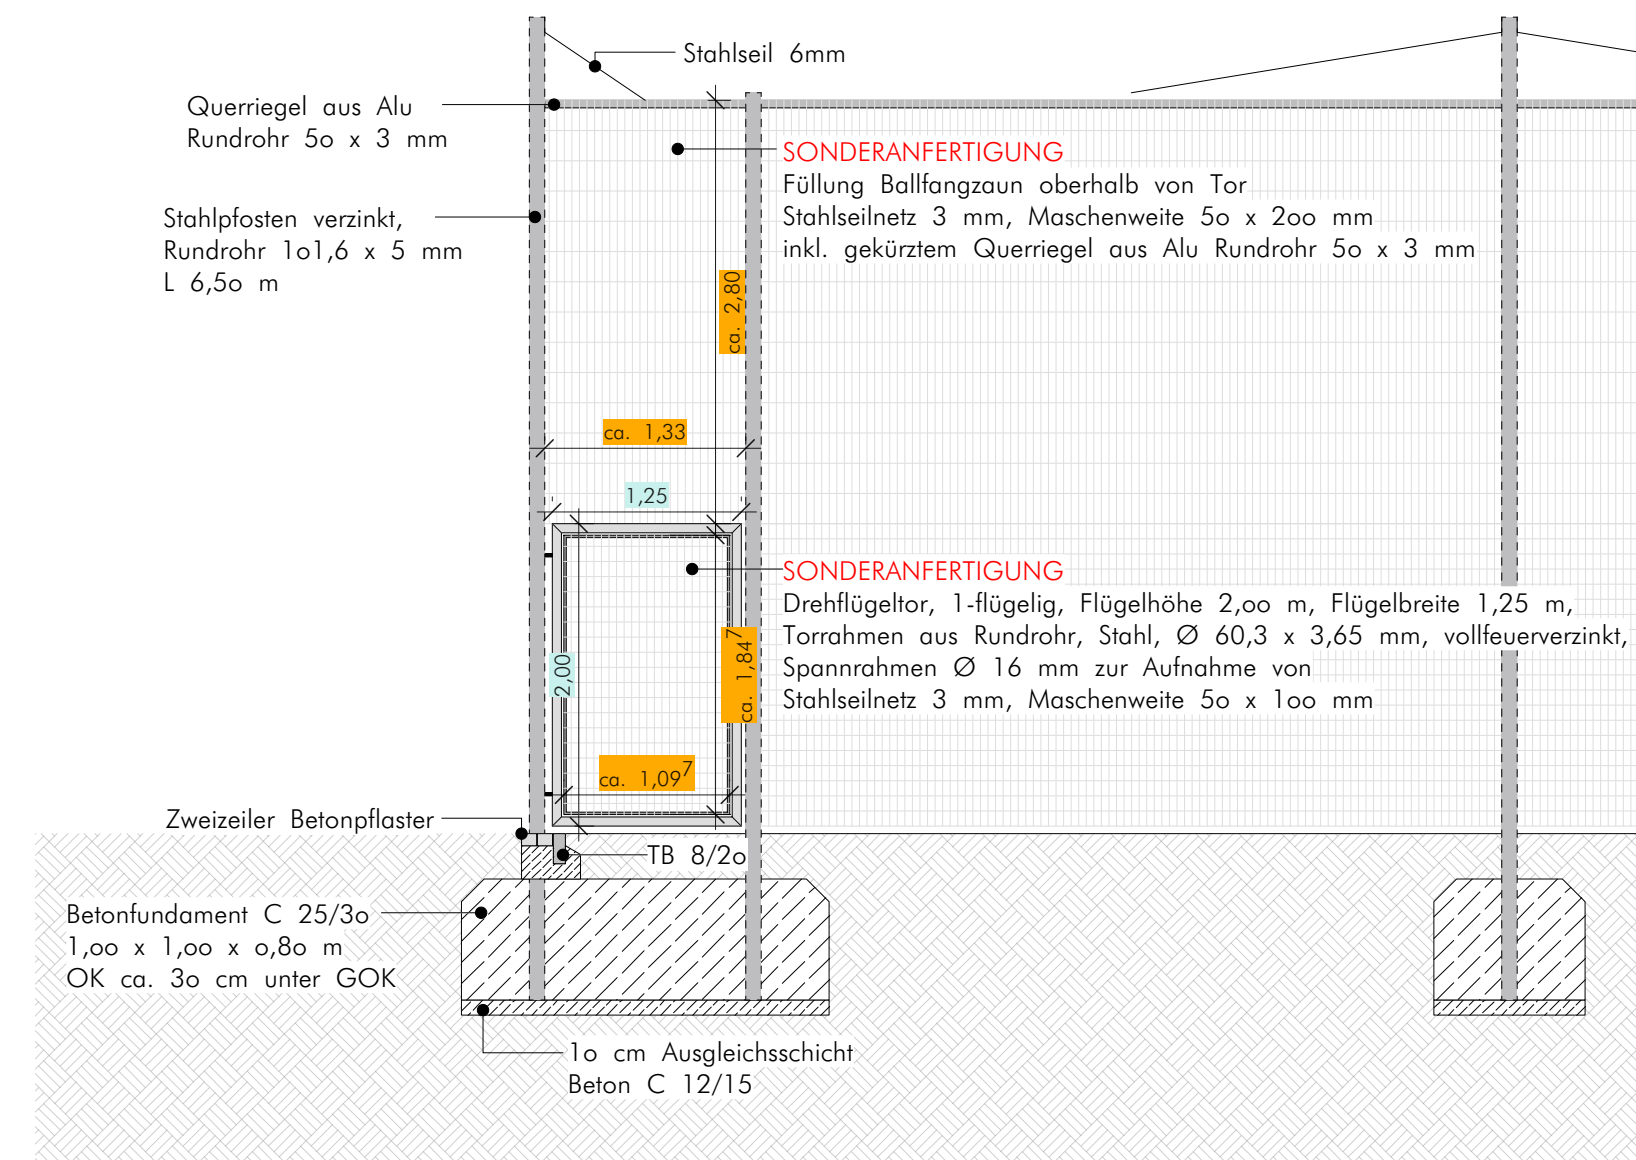 Stahlseil 6mm
Querriegel aus Alu
Rundrohr 5o x 3 mm
SONDERANFERTIGUNG
Füllung Ballfangzaun oberhalb von Tor
Stahlseilnetz 3 mm, Maschenweite 5o x 2oo mm
inkl. gekürztem Querriegel aus Alu Rundrohr 5o x 3 mm
Stahlpfosten verzinkt,
Rundrohr 1o1,6 x 5 mm
L 6,5o m
ca. 2,80
ca. 1,33
1,25
SONDERANFERTIGUNG
Drehflügeltor, 1-flügelig, Flügelhöhe 2,oo m, Flügelbreite 1,25 m,
Torrahmen aus Rundrohr, Stahl, Ø 60,3 x 3,65 mm, vollfeuerverzinkt,
Spannrahmen Ø 16 mm zur Aufnahme von
Stahlseilnetz 3 mm, Maschenweite 5o x 1oo mm
2,00
ca. 1,84⁷
ca. 1,09⁷
Zweizeiler Betonpflaster
TB 8/2o
Betonfundament C 25/3o
1,oo x 1,oo x o,8o m
OK ca. 3o cm unter GOK
1o cm Ausgleichsschicht
Beton C 12/15